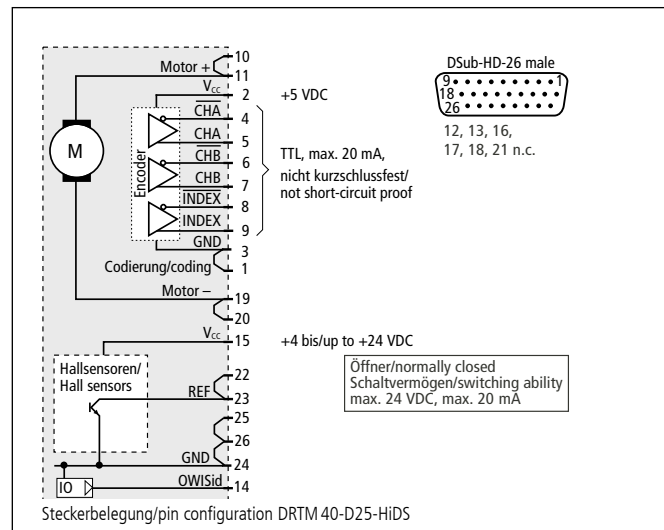 10
Motor + 11
Vcc 2 +5 VDC
CHA 4
CHA 5
CHB 6
CHB 7
INDEX 8
INDEX 9
GND 3
Codierung/coding 1
Encoder
M
TTL, max. 20 mA,
nicht kurzschlussfest/
not short-circuit proof
Motor – 19
20
Vcc 15 +4 bis/up to +24 VDC
Hallsensoren/
Hall sensors
22
REF 23
25
26
GND 24
IO OWISid 14
DSub-HD-26 male
9 1
18
26
12, 13, 16,
17, 18, 21 n.c.
Öffner/normally closed
Schaltvermögen/switching ability
max. 24 VDC, max. 20 mA
Steckerbelegung/pin configuration DRTM 40-D25-HiDS